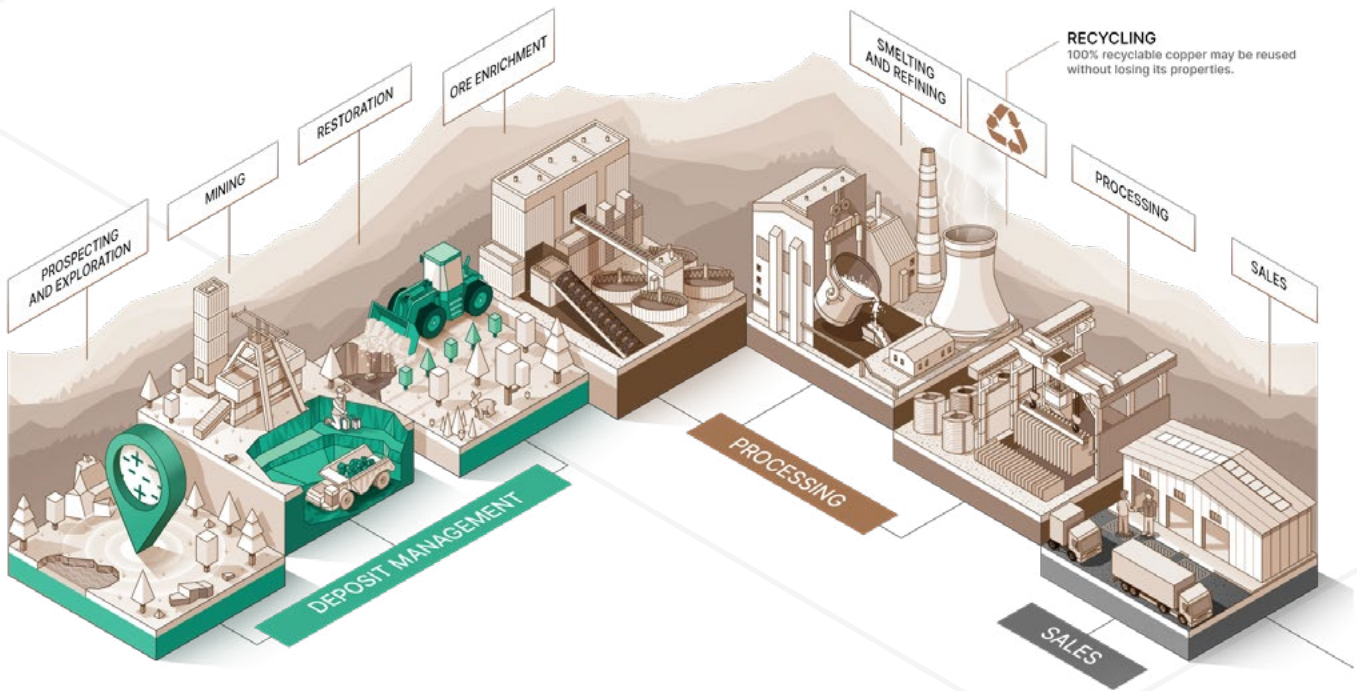 PROSPECTING
AND EXPLORATION
MINING
RESTORATION
ORE ENRICHMENT
SMELTING
AND REFINING
RECYCLING
100% recyclable copper may be reused
without losing its properties.
PROCESSING
SALES
DEPOSIT MANAGEMENT
PROCESSING
SALES